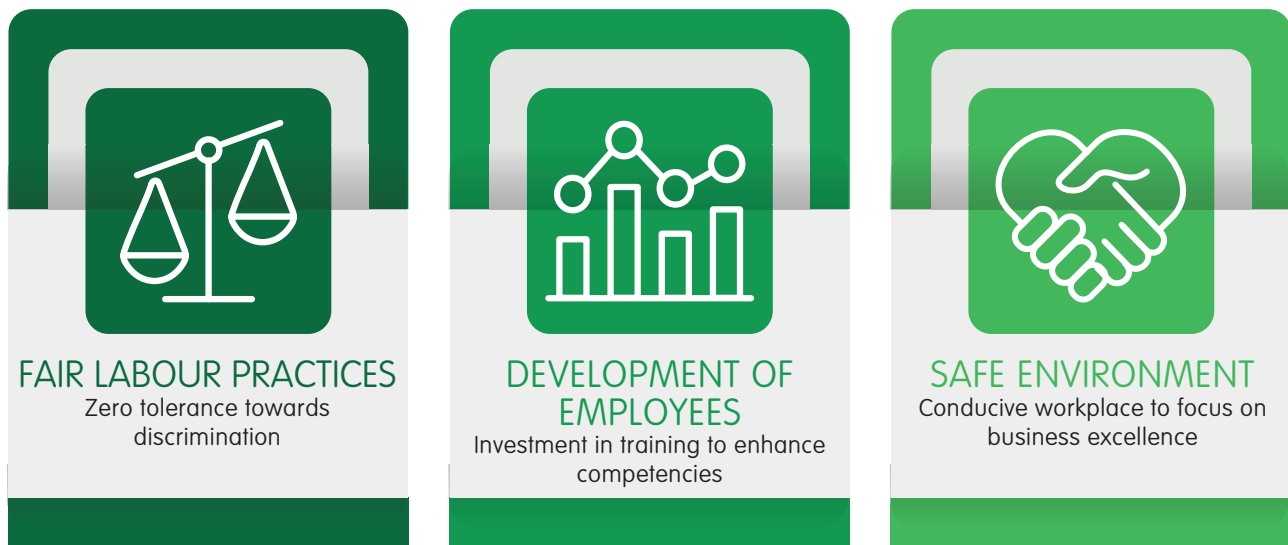 FAIR LABOUR PRACTICES
Zero tolerance towards
discrimination
DEVELOPMENT OF
EMPLOYEES
Investment in training to enhance
competencies
SAFE ENVIRONMENT
Conducive workplace to focus on
business excellence